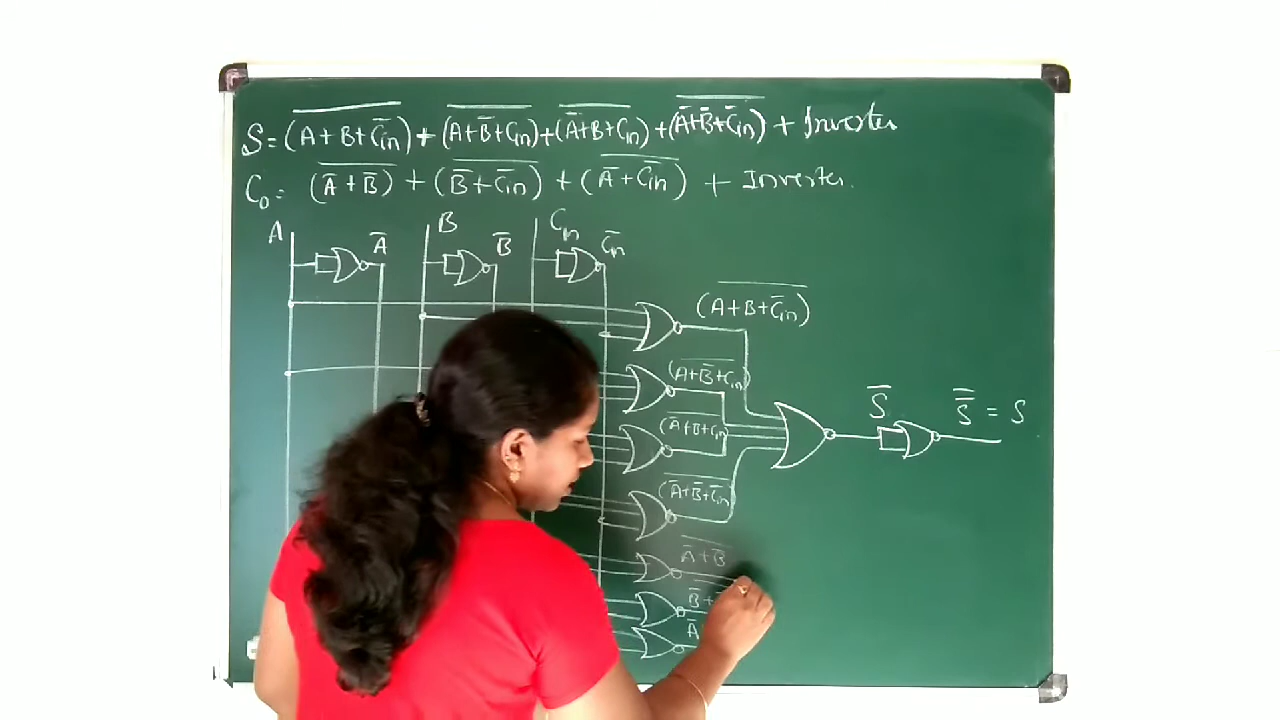 S = (A + B + C̅in)̅ + (A + B̅ + Cin)̅ + (A̅ + B + Cin)̅ + (A̅ + B̅ + C̅in)̅ + Inverter
C0 = (A̅ + B̅)̅ + (B̅ + C̅in)̅ + (A̅ + C̅in)̅ + Inverter.
A A̅ B B̅ Cin C̅in
(A + B + C̅in)̅
(A + B̅ + Cin)̅
S̅ S̿ = S
(A̅ + B + Cin)̅
(A̅ + B̅ + C̅in)̅
A̅ + B̅
B̅ +
A̅